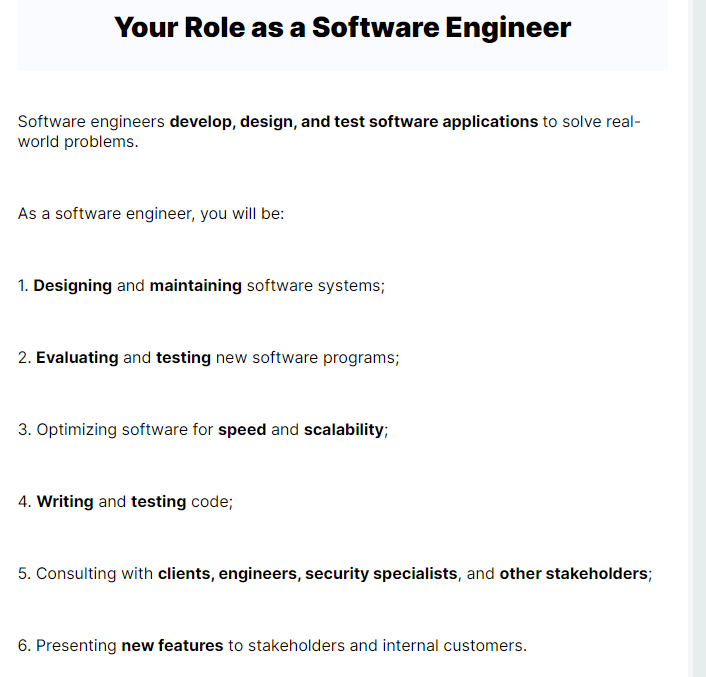 Your Role as a Software Engineer
Software engineers develop, design, and test software applications to solve real-
world problems.
As a software engineer, you will be:
1. Designing and maintaining software systems;
2. Evaluating and testing new software programs;
3. Optimizing software for speed and scalability;
4. Writing and testing code;
5. Consulting with clients, engineers, security specialists, and other stakeholders;
6. Presenting new features to stakeholders and internal customers.